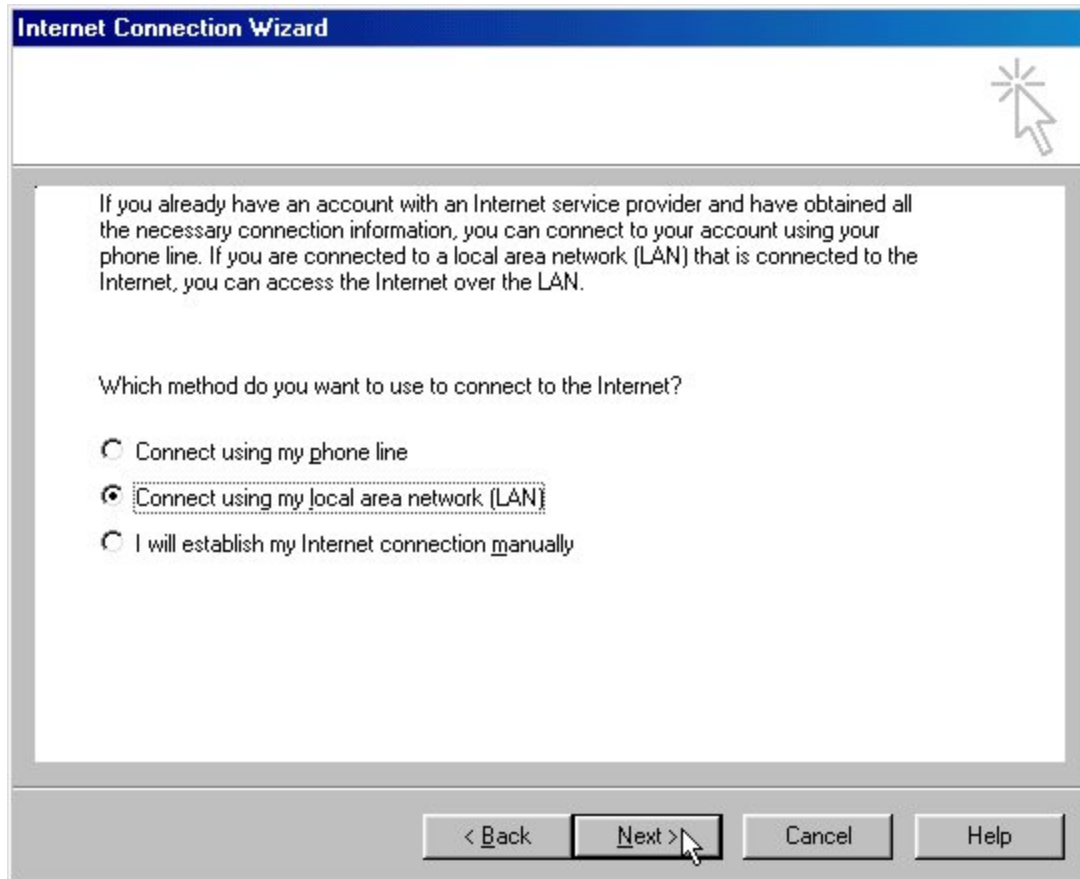 Internet Connection Wizard
If you already have an account with an Internet service provider and have obtained all
the necessary connection information, you can connect to your account using your
phone line. If you are connected to a local area network (LAN) that is connected to the
Internet, you can access the Internet over the LAN.
Which method do you want to use to connect to the Internet?
Connect using my phone line
Connect using my local area network (LAN)
I will establish my Internet connection manually
< Back Next > Cancel Help